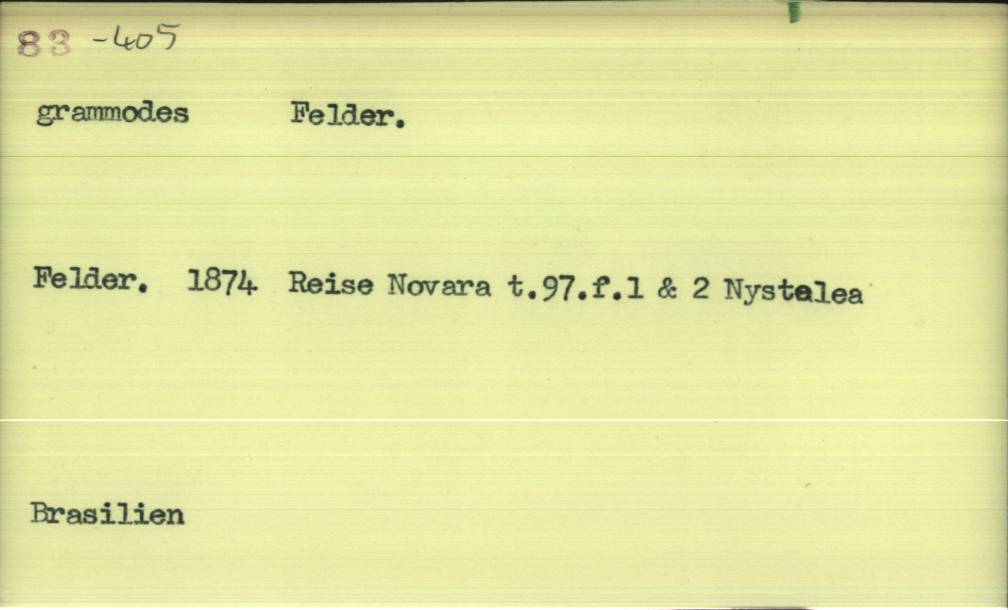 83 -405
grammodes Felder.
Felder. 1874 Reise Novara t.97.f.1 & 2 Nystalea
Brasilien